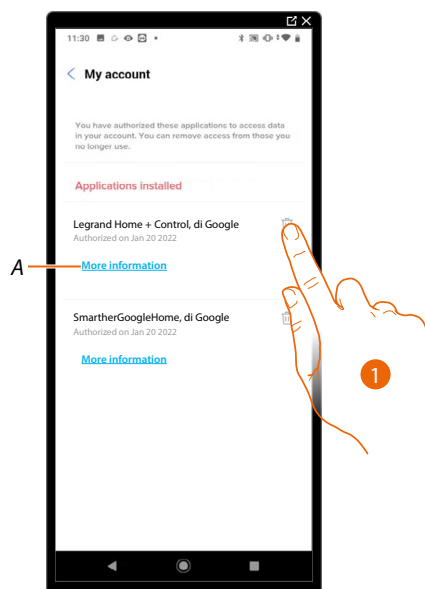 11:30
My account
You have authorized these applications to access data
in your account. You can remove access from those you
no longer use.
Applications installed
Legrand Home + Control, di Google
Authorized on Jan 20 2022
A
More information
SmartherGoogleHome, di Google
Authorized on Jan 20 2022
More information
1